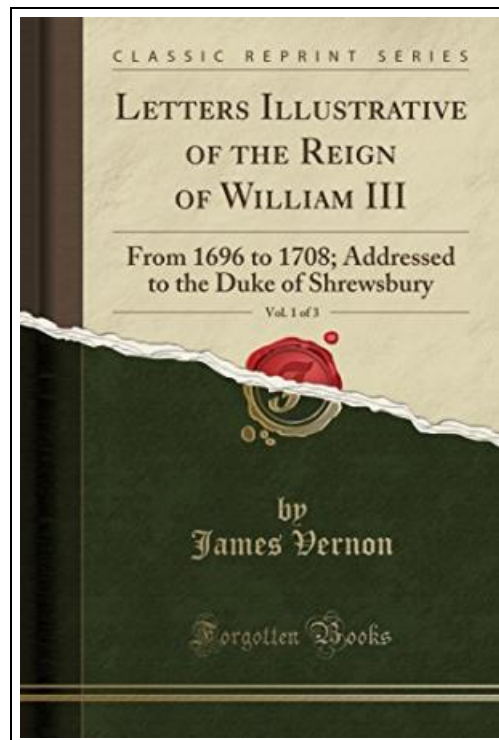 CLASSIC REPRINT SERIES
LETTERS ILLUSTRATIVE
OF THE REIGN
OF WILLIAM III
From 1696 to 1708; Addressed
to the Duke of Shrewsbury
Vol. 1 of 3
by
James Vernon
Forgotten Books